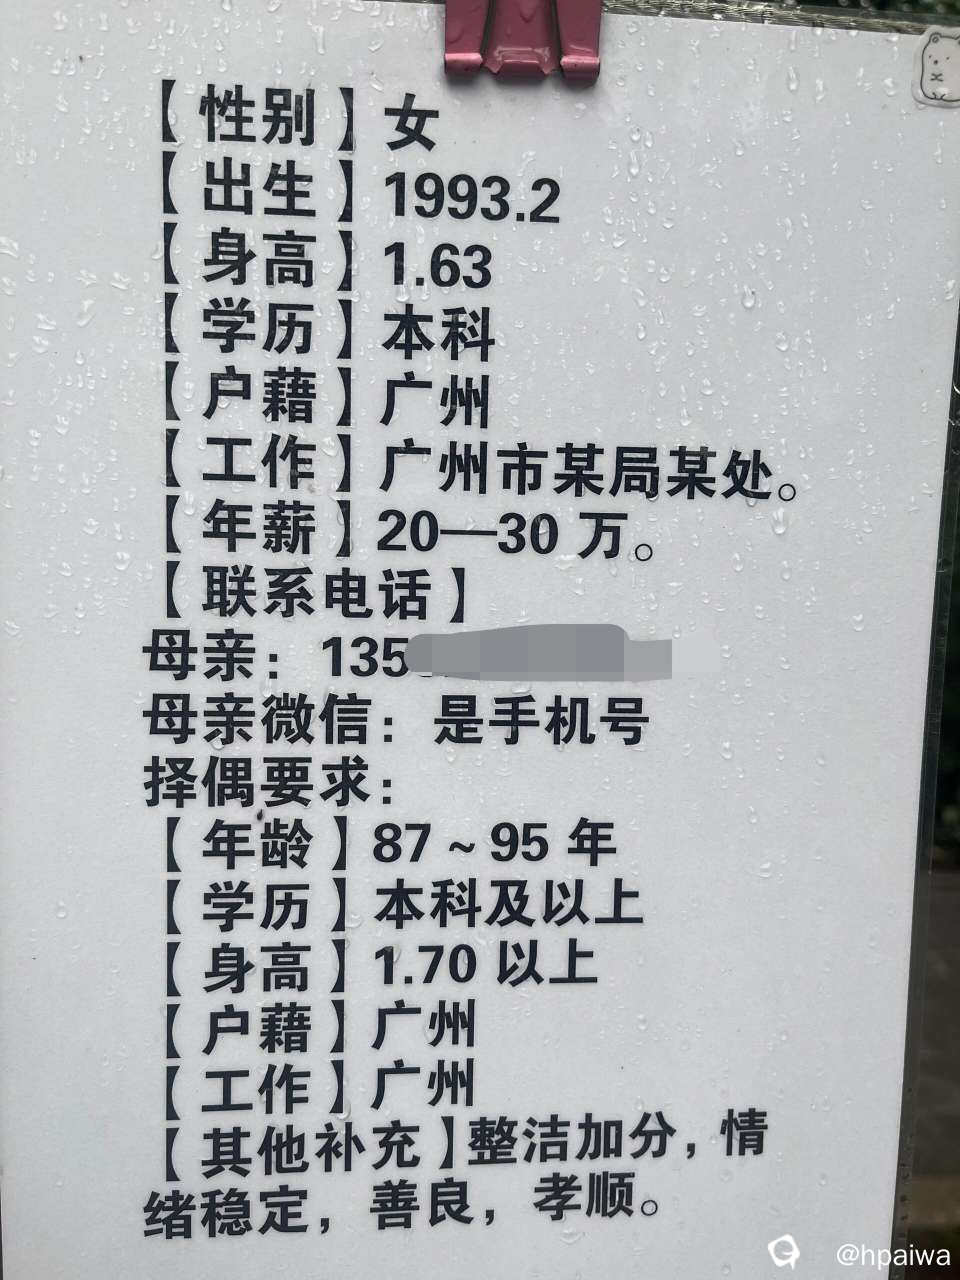 【性别】女
【出生】1993.2
【身高】1.63
【学历】本科
【户藉】广州
【工作】广州市某局某处。
【年薪】20—30 万。
【联系电话】
母亲：135
母亲微信：是手机号
择偶要求：
【年龄】87~95 年
【学历】本科及以上
【身高】1.70 以上
【户藉】广州
【工作】广州
【其他补充】整洁加分，情
绪稳定，善良，孝顺。
@hpaiwa